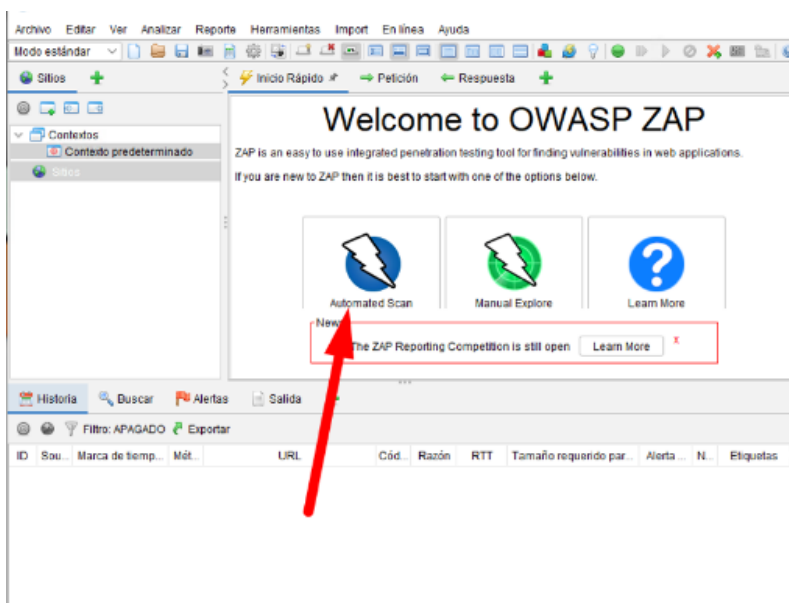 Archivo Editar Ver Analizar Reporte Herramientas Import En línea Ayuda
Modo estándar
Sitios
Inicio Rápido Petición Respuesta
Contextos
Contexto predeterminado
Sitios
Welcome to OWASP ZAP
ZAP is an easy to use integrated penetration testing tool for finding vulnerabilities in web applications.
If you are new to ZAP then it is best to start with one of the options below.
Automated Scan Manual Explore Learn More
News
The ZAP Reporting Competition is still open Learn More x
Historia Buscar Alertas Salida
Filtro: APAGADO Exportar
ID Sou... Marca de tiemp... Mét... URL Cód... Razón RTT Tamaño requerido par... Alerta ... N... Etiquetas